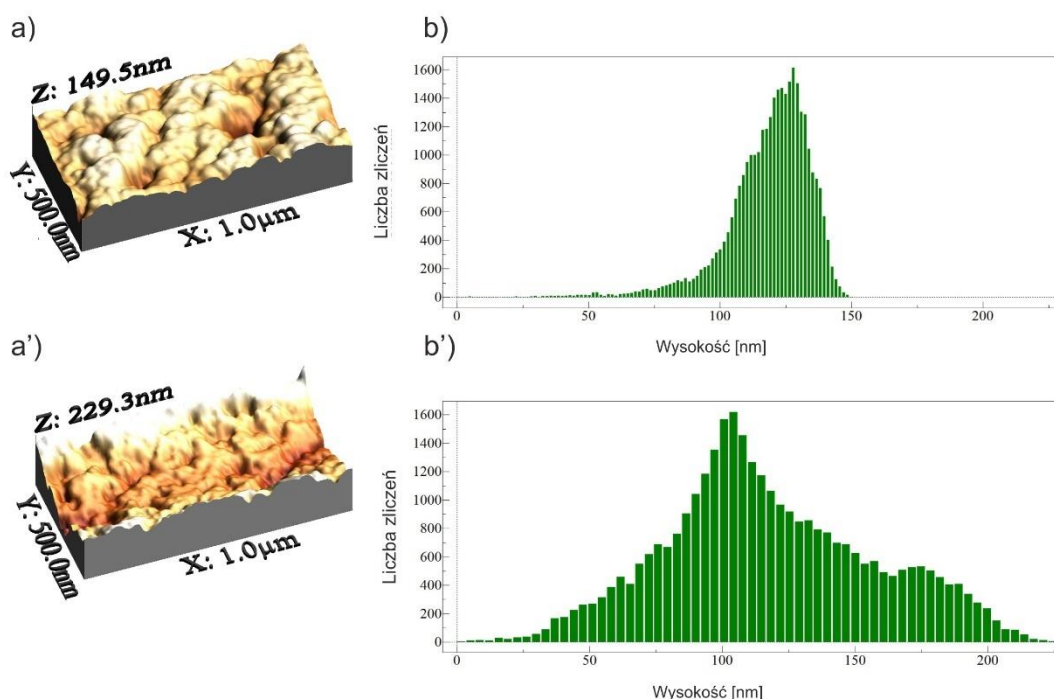 a)
Z: 149.5nm
Y: 500.0nm
X: 1.0µm
b)
Liczba zliczeń
1600
1400
1200
1000
800
600
400
200
0
0 50 100 150 200
Wysokość [nm]
a')
Z: 229.3nm
Y: 500.0nm
X: 1.0µm
b')
Liczba zliczeń
1600
1400
1200
1000
800
600
400
200
0
0 50 100 150 200
Wysokość [nm]